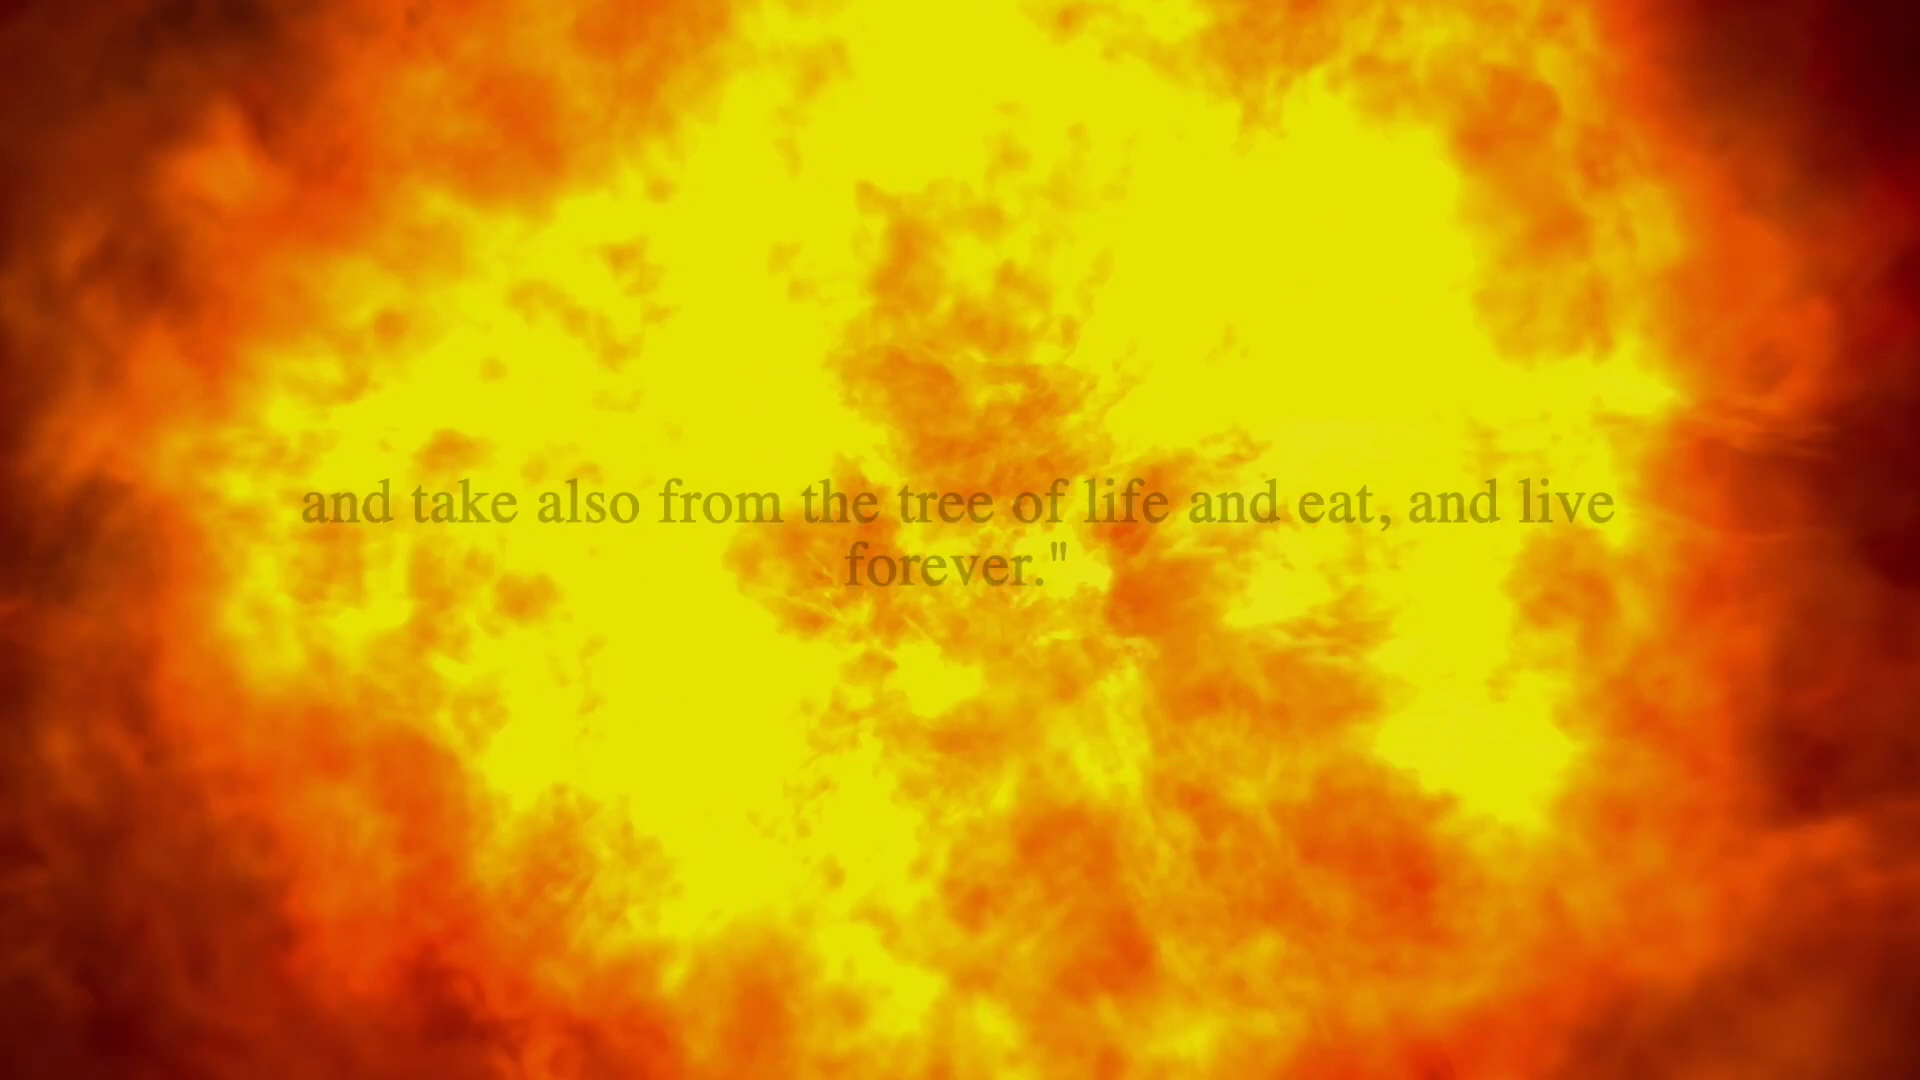 and take also from the tree of life and eat, and live
forever."